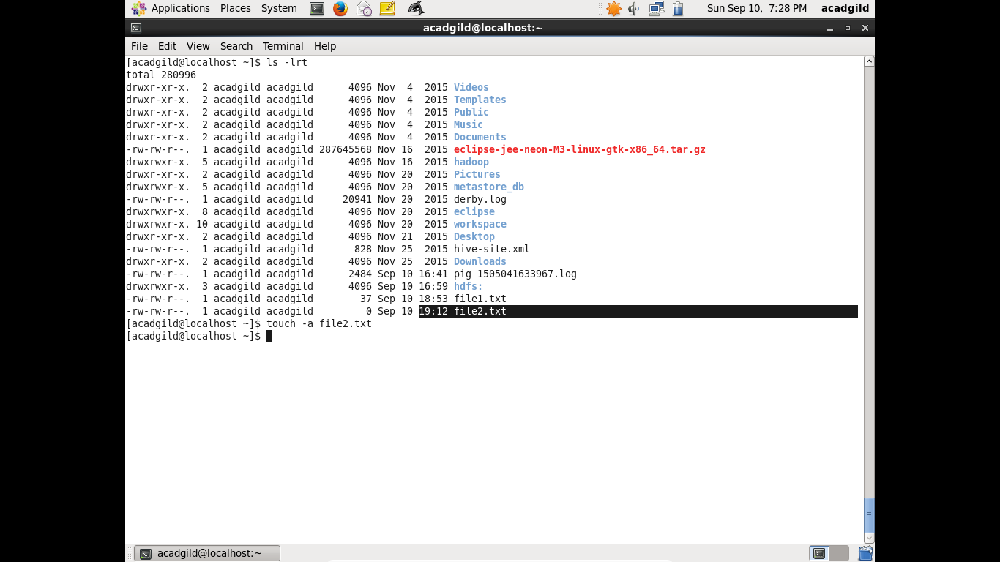 Applications Places System Sun Sep 10, 7:28 PM acadgild
acadgild@localhost:~
File Edit View Search Terminal Help
[acadgild@localhost ~]$ ls -lrt
total 280996
drwxr-xr-x.  2 acadgild acadgild      4096 Nov  4  2015 Videos
drwxr-xr-x.  2 acadgild acadgild      4096 Nov  4  2015 Templates
drwxr-xr-x.  2 acadgild acadgild      4096 Nov  4  2015 Public
drwxr-xr-x.  2 acadgild acadgild      4096 Nov  4  2015 Music
drwxr-xr-x.  2 acadgild acadgild      4096 Nov  4  2015 Documents
-rw-rw-r--.  1 acadgild acadgild 287645568 Nov 16  2015 eclipse-jee-neon-M3-linux-gtk-x86_64.tar.gz
drwxrwxr-x.  5 acadgild acadgild      4096 Nov 16  2015 hadoop
drwxr-xr-x.  2 acadgild acadgild      4096 Nov 20  2015 Pictures
drwxrwxr-x.  5 acadgild acadgild      4096 Nov 20  2015 metastore_db
-rw-rw-r--.  1 acadgild acadgild     20941 Nov 20  2015 derby.log
drwxrwxr-x.  8 acadgild acadgild      4096 Nov 20  2015 eclipse
drwxrwxr-x. 10 acadgild acadgild      4096 Nov 20  2015 workspace
drwxr-xr-x.  2 acadgild acadgild      4096 Nov 21  2015 Desktop
-rw-rw-r--.  1 acadgild acadgild       828 Nov 25  2015 hive-site.xml
drwxr-xr-x.  2 acadgild acadgild      4096 Nov 25  2015 Downloads
-rw-rw-r--.  1 acadgild acadgild      2484 Sep 10 16:41 pig_1505041633967.log
drwxrwxr-x.  3 acadgild acadgild      4096 Sep 10 16:59 hdfs:
-rw-rw-r--.  1 acadgild acadgild        37 Sep 10 18:53 file1.txt
-rw-rw-r--.  1 acadgild acadgild         0 Sep 10 19:12 file2.txt
[acadgild@localhost ~]$ touch -a file2.txt
[acadgild@localhost ~]$
acadgild@localhost:~